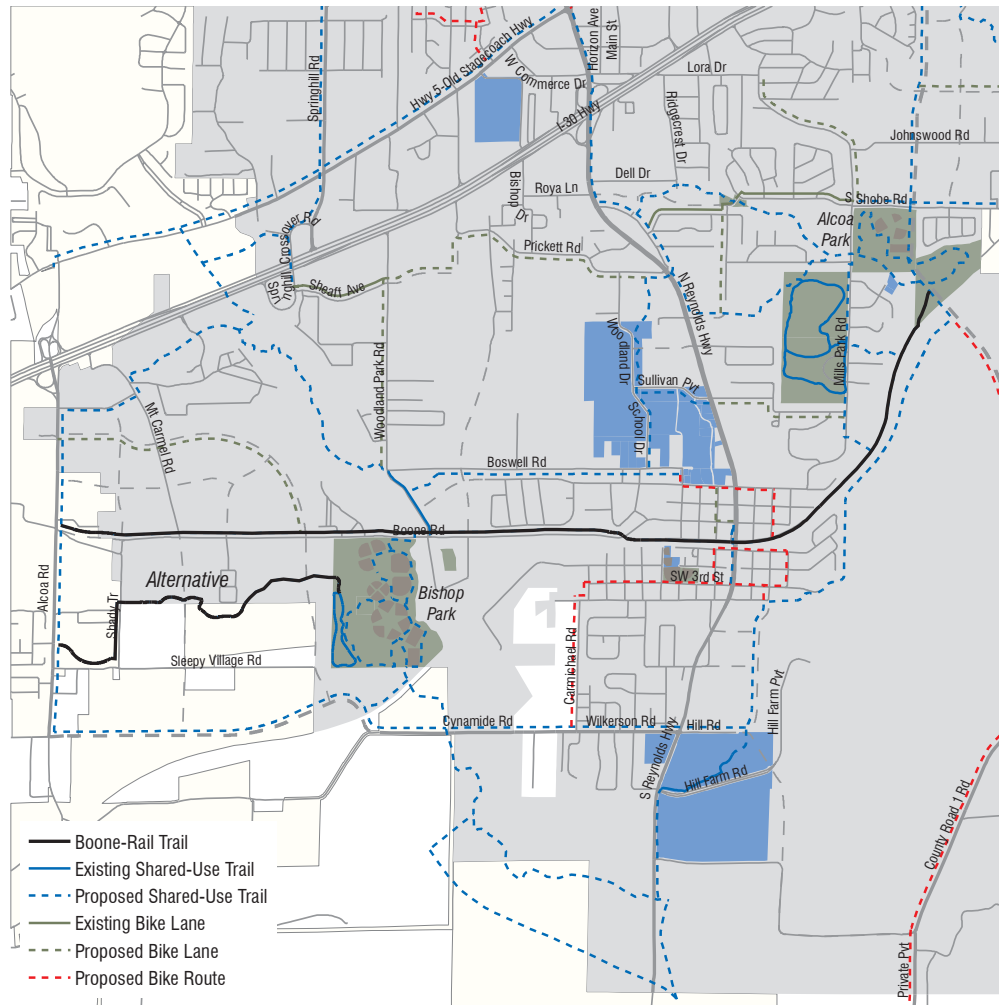 Springhill Rd
Hwy 5-Old Stagecoach Hwy
W Commerce Dr
Horizon Ave
Main St
I-30 Hwy
Lora Dr
Ridgecrest Dr
Johnswood Rd
Bishop
Dr
Roya Ln
Dell Dr
S Shobe Rd
Alcoa
Park
Springhill Crossover Rd
Sheaff Ave
Prickett Rd
N Reynolds Hwy
Woodland Dr
Mills Park Rd
Sullivan Pvt
School Dr
Woodland Park Rd
Mt Carmel Rd
Boswell Rd
Boone Rd
Alternative
Bishop
Park
SW 3rd St
Alcoa Rd
Shady Tr
Sleepy Village Rd
Carmichael Rd
Hill Farm Pvt
Cynamide Rd
Wilkerson Rd
Hill Rd
S Reynolds Hwy
Hill Farm Rd
County Road 1 Rd
Private Pvt
Boone-Rail Trail
Existing Shared-Use Trail
Proposed Shared-Use Trail
Existing Bike Lane
Proposed Bike Lane
Proposed Bike Route